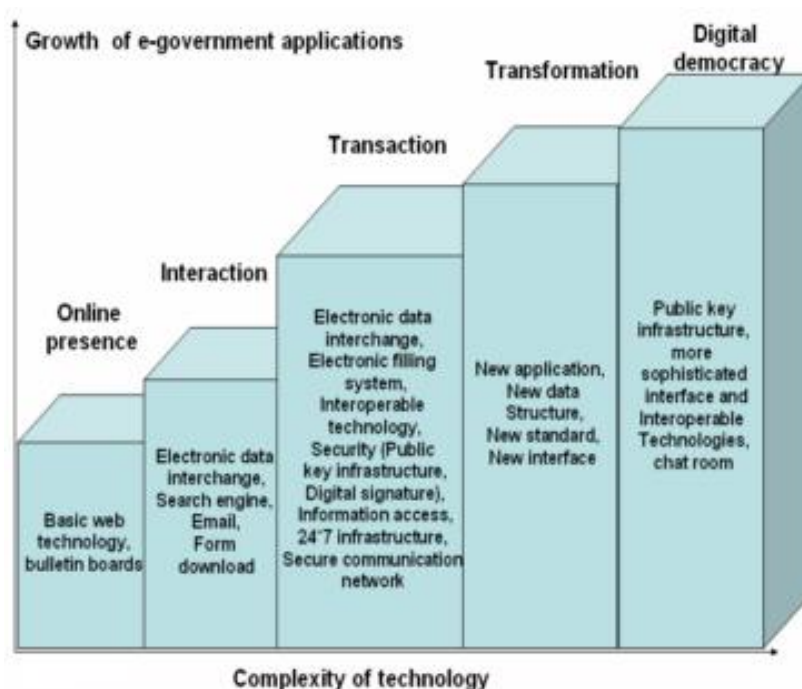 Growth of e-government applications
Digital
democracy
Transformation
Transaction
Interaction
Online
presence
Basic web
technology,
bulletin boards
Electronic data
interchange,
Search engine,
Email,
Form
download
Electronic data
interchange,
Electronic filling
system,
Interoperable
technology,
Security (Public
key infrastructure,
Digital signature),
Information access,
24*7 infrastructure,
Secure communication
network
New application,
New data
Structure,
New standard,
New interface
Public key
infrastructure,
more
sophisticated
interface and
Interoperable
Technologies,
chat room
Complexity of technology